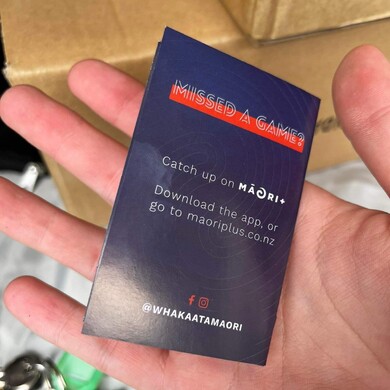 MISSED A GAME?
Catch up on MĀORI+
Download the app, or
go to maoriplus.co.nz
@WHAKAATAMAORI